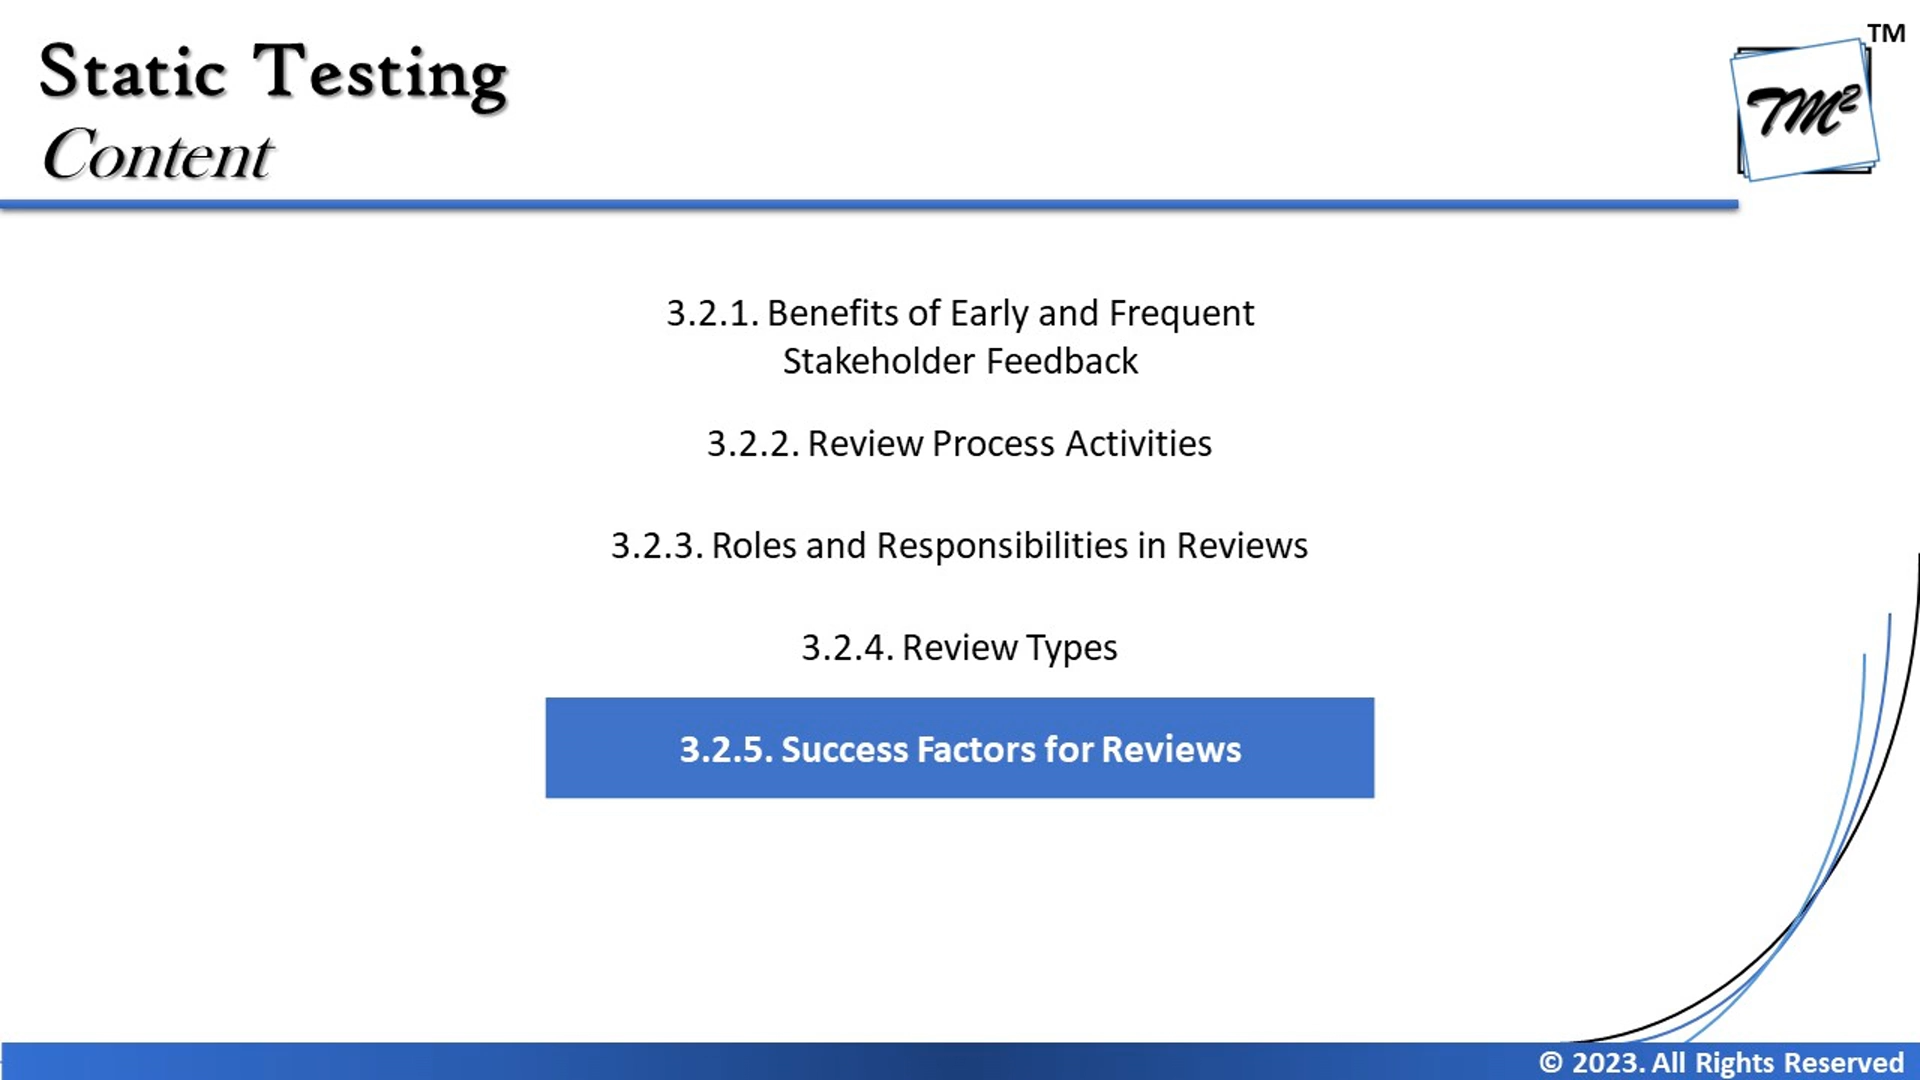 Static Testing
Content
TM
TM²
3.2.1. Benefits of Early and Frequent
Stakeholder Feedback
3.2.2. Review Process Activities
3.2.3. Roles and Responsibilities in Reviews
3.2.4. Review Types
3.2.5. Success Factors for Reviews
© 2023. All Rights Reserved